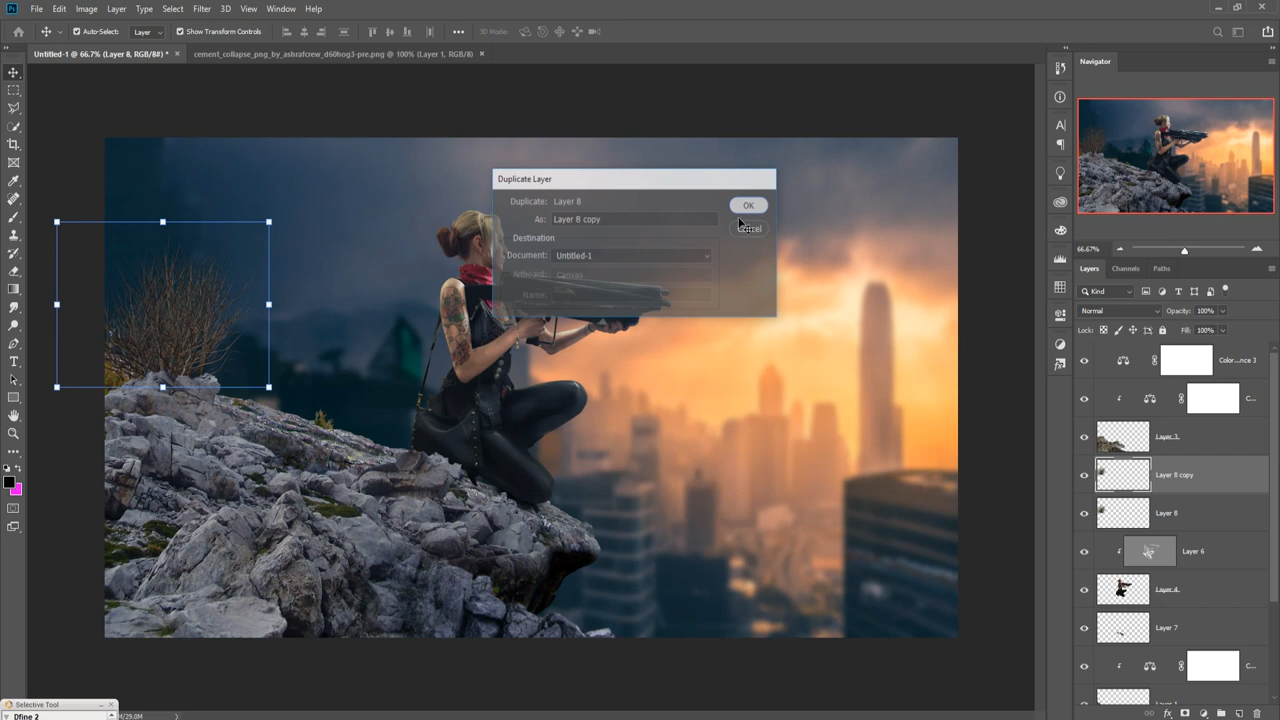 Ps File Edit Image Layer Type Select Filter 3D View Window Help
Auto-Select: Layer Show Transform Controls 3D Mode:
Untitled-1 @ 66.7% (Layer 8, RGB/8#) * × cement_collapse_png_by_ashrafcrew_d60bog3-pre.png @ 100% (Layer 1, RGB/8) ×
Navigator
Duplicate Layer
Duplicate: Layer 8
OK
As: Layer 8 copy
Cancel
Destination
Document: Untitled-1
Artboard: Canvas
Name:
66.67%
Layers Channels Paths
Kind
Normal Opacity: 100%
Lock: Fill: 100%
Color...nce 3
C...
Layer 3
Layer 8 copy
Layer 8
Layer 6
Layer 4
Layer 7
C...
Layer 1
Selective Tool
Dfine 2
M/29.0M